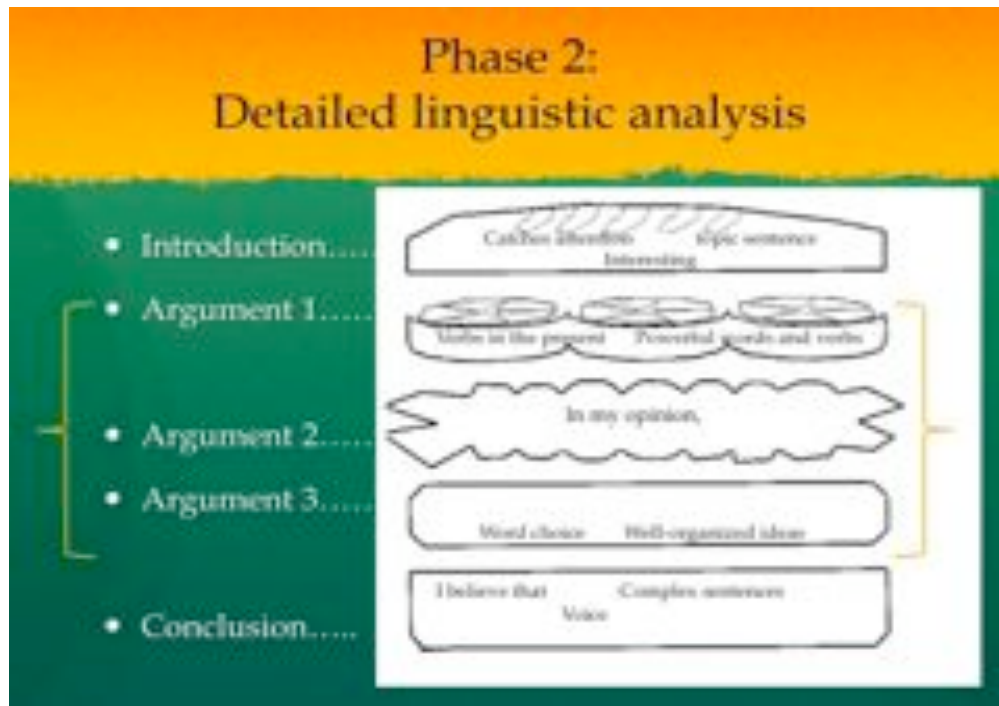 Phase 2:
Detailed linguistic analysis
• Introduction.....
Catches attention topic sentence
Interesting
• Argument 1......
Verbs in the present Powerful words and verbs
• Argument 2......
In my opinion,
• Argument 3......
Word choice Well-organized ideas
• Conclusion.....
I believe that Complex sentences
Voice